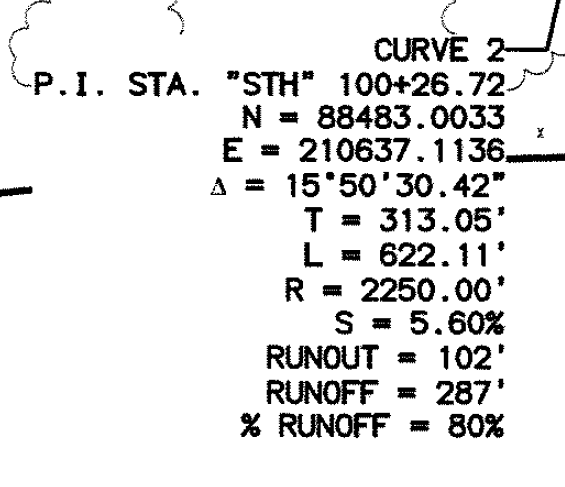 CURVE 2
P.I. STA. "STH" 100+26.72
N = 88483.0033
E = 210637.1136
x
Δ = 15°50'30.42"
T = 313.05'
L = 622.11'
R = 2250.00'
S = 5.60%
RUNOUT = 102'
RUNOFF = 287'
% RUNOFF = 80%